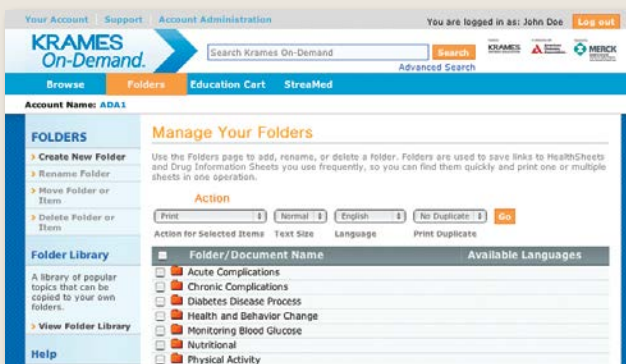 Your Account Support Account Administration
You are logged in as: John Doe Log out
KRAMES
On-Demand.
Search Krames On-Demand Search
Advanced Search
KRAMES
MERCK
Browse Folders Education Cart StreaMed
Account Name: ADA1
FOLDERS
Create New Folder
Rename Folder
Move Folder or
Item
Delete Folder or
Item
Folder Library
A library of popular
topics that can be
copied to your own
folders.
View Folder Library
Help
Manage Your Folders
Use the Folders page to add, rename, or delete a folder. Folders are used to save links to HealthSheets
and Drug Information Sheets you use frequently, so you can find them quickly and print one or multiple
sheets in one operation.
Action
Print Normal English No Duplicate Go
Action for Selected Items Text Size Language Print Duplicate
Folder/Document Name Available Languages
Acute Complications
Chronic Complications
Diabetes Disease Process
Health and Behavior Change
Monitoring Blood Glucose
Nutritional
Physical Activity